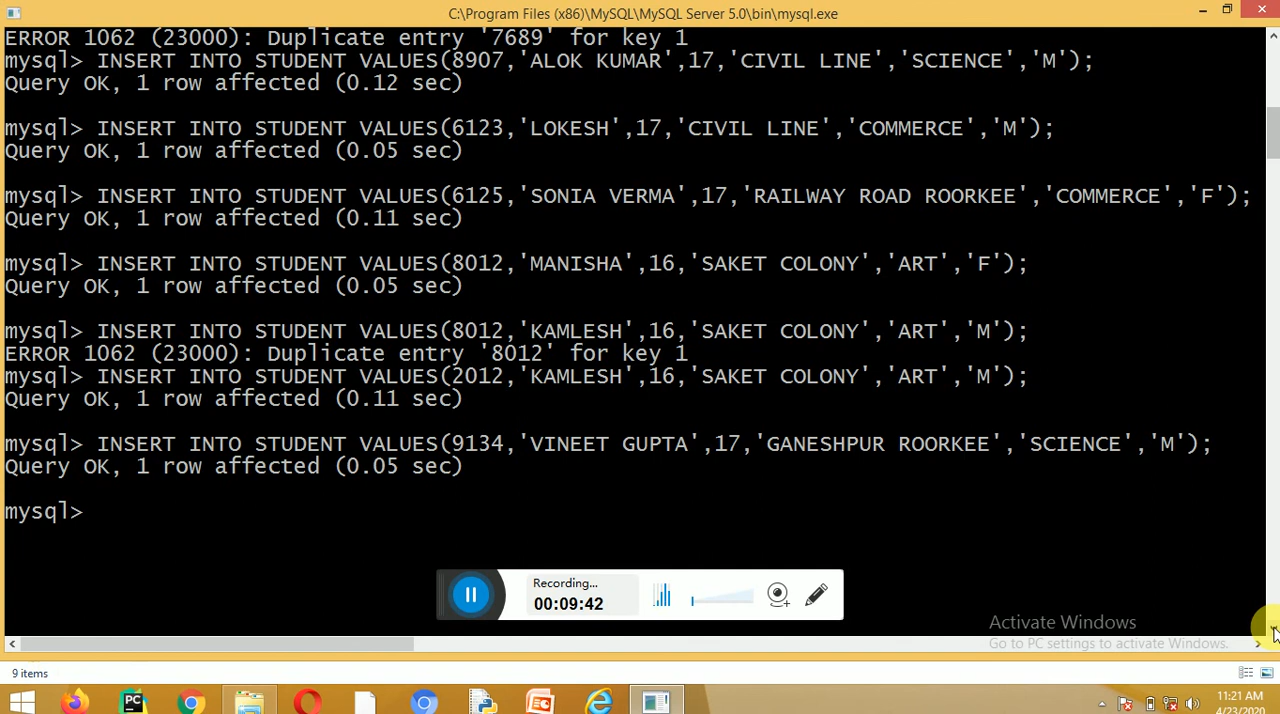 C:\Program Files (x86)\MySQL\MySQL Server 5.0\bin\mysql.exe
ERROR 1062 (23000): Duplicate entry '7689' for key 1
mysql> INSERT INTO STUDENT VALUES(8907,'ALOK KUMAR',17,'CIVIL LINE','SCIENCE','M');
Query OK, 1 row affected (0.12 sec)
mysql> INSERT INTO STUDENT VALUES(6123,'LOKESH',17,'CIVIL LINE','COMMERCE','M');
Query OK, 1 row affected (0.05 sec)
mysql> INSERT INTO STUDENT VALUES(6125,'SONIA VERMA',17,'RAILWAY ROAD ROORKEE','COMMERCE','F');
Query OK, 1 row affected (0.11 sec)
mysql> INSERT INTO STUDENT VALUES(8012,'MANISHA',16,'SAKET COLONY','ART','F');
Query OK, 1 row affected (0.05 sec)
mysql> INSERT INTO STUDENT VALUES(8012,'KAMLESH',16,'SAKET COLONY','ART','M');
ERROR 1062 (23000): Duplicate entry '8012' for key 1
mysql> INSERT INTO STUDENT VALUES(2012,'KAMLESH',16,'SAKET COLONY','ART','M');
Query OK, 1 row affected (0.11 sec)
mysql> INSERT INTO STUDENT VALUES(9134,'VINEET GUPTA',17,'GANESHPUR ROORKEE','SCIENCE','M');
Query OK, 1 row affected (0.05 sec)
mysql>
Recording...
00:09:42
Activate Windows
Go to PC settings to activate Windows.
9 items
PC
11:21 AM
4/23/2020